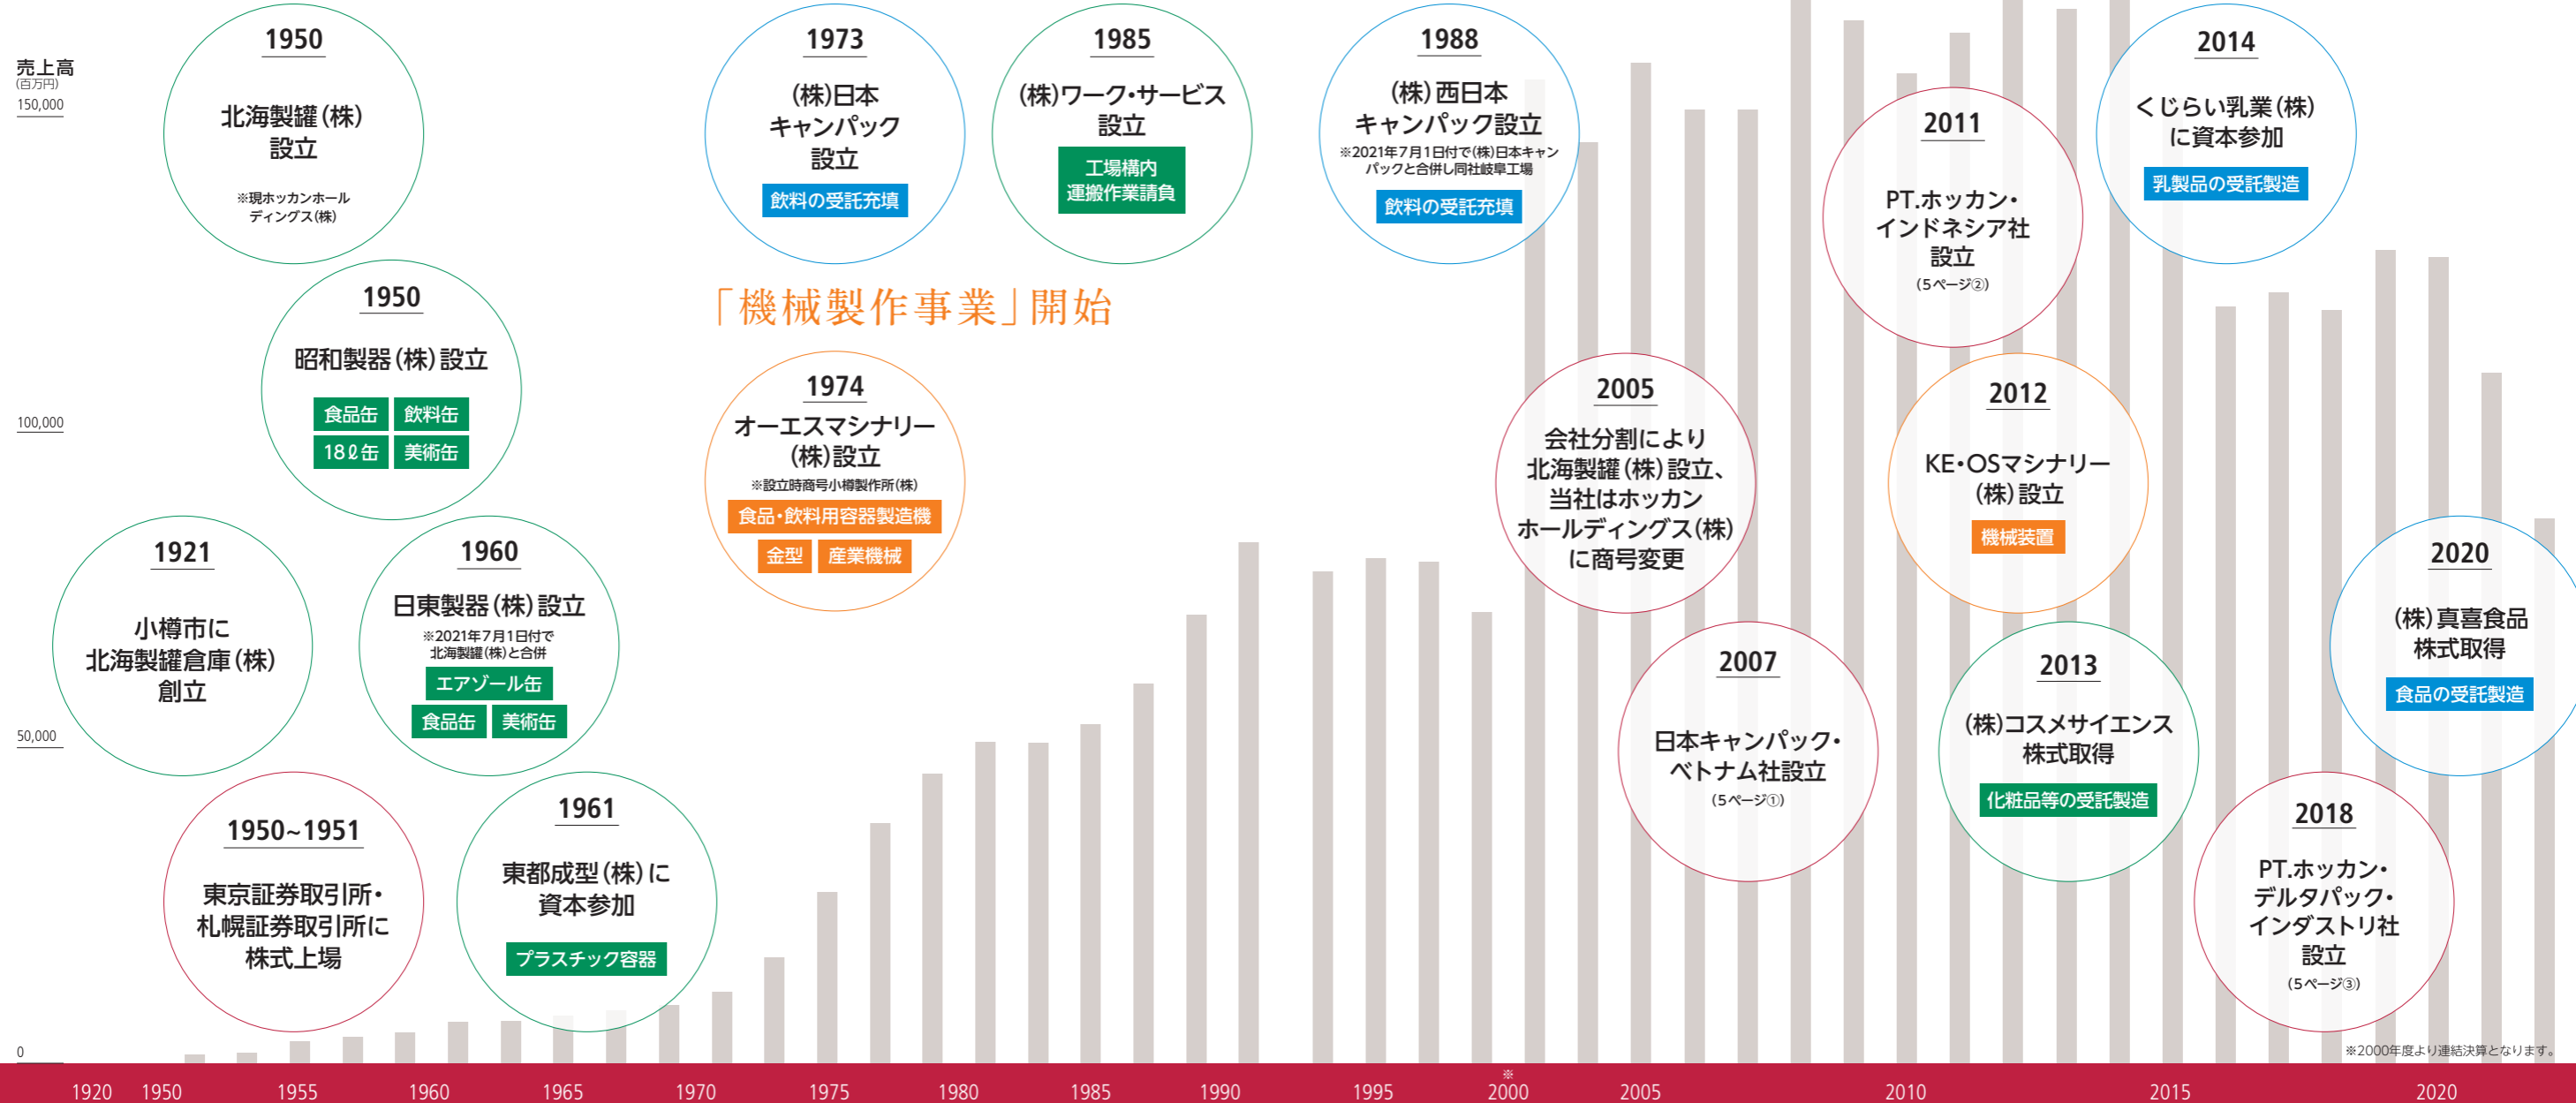 売上高
(百万円)
150,000
100,000
50,000
0
1921
小樽市に
北海製罐倉庫(株)
創立
1950
北海製罐(株)
設立
※現ホッカンホール
ディングス(株)
1950
昭和製器(株)設立
食品缶 飲料缶
18ℓ缶 美術缶
1950~1951
東京証券取引所・
札幌証券取引所に
株式上場
1960
日東製器(株)設立
※2021年7月1日付で
北海製罐(株)と合併
エアゾール缶
食品缶 美術缶
1961
東都成型(株)に
資本参加
プラスチック容器
1973
(株)日本
キャンパック
設立
飲料の受託充填
「機械製作事業」開始
1974
オーエスマシナリー
(株)設立
※設立時商号小樽製作所(株)
食品・飲料用容器製造機
金型 産業機械
1985
(株)ワーク・サービス
設立
工場構内
運搬作業請負
1988
(株)西日本
キャンパック設立
※2021年7月1日付で(株)日本キャン
パックと合併し同社岐阜工場
飲料の受託充填
2005
会社分割により
北海製罐(株)設立、
当社はホッカン
ホールディングス(株)
に商号変更
2007
日本キャンパック・
ベトナム社設立
(5ページ①)
2011
PT.ホッカン・
インドネシア社
設立
(5ページ②)
2012
KE・OSマシナリー
(株)設立
機械装置
2013
(株)コスメサイエンス
株式取得
化粧品等の受託製造
2014
くじらい乳業(株)
に資本参加
乳製品の受託製造
2018
PT.ホッカン・
デルタパック・
インダストリ社
設立
(5ページ③)
2020
(株)真喜食品
株式取得
食品の受託製造
※2000年度より連結決算となります。
※
1920 1950 1955 1960 1965 1970 1975 1980 1985 1990 1995 2000 2005 2010 2015 2020